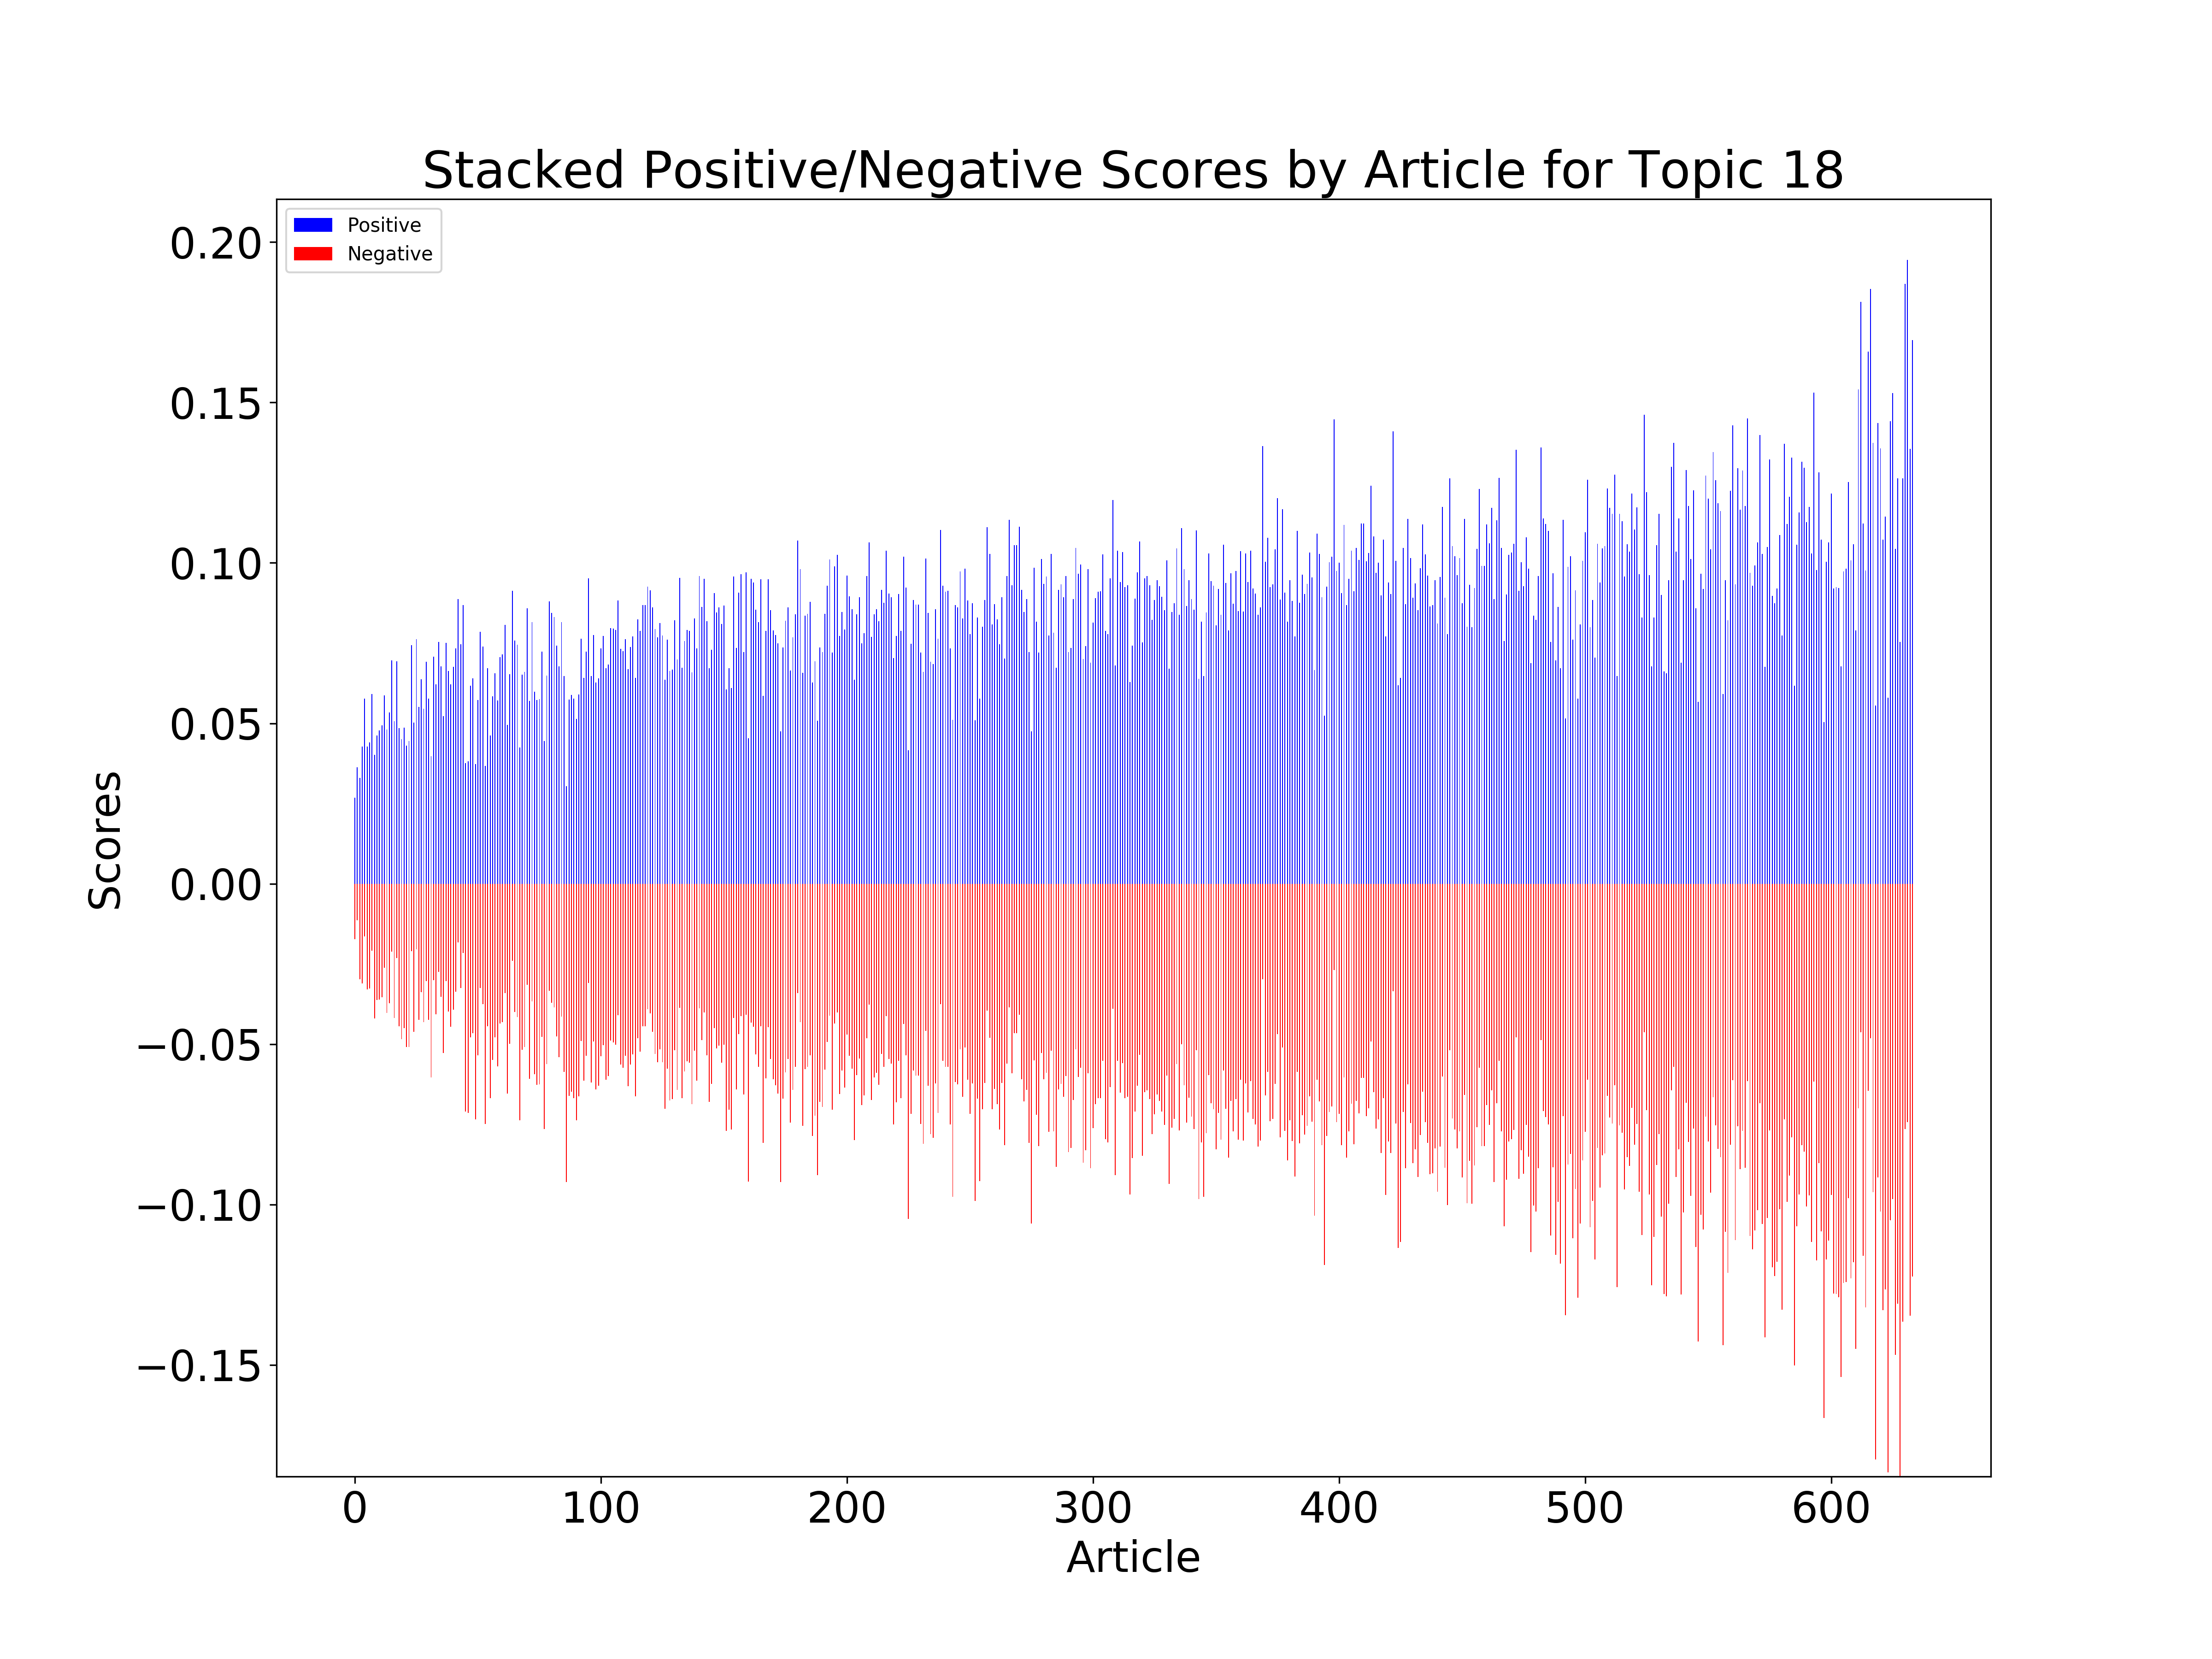 Stacked Positive/Negative Scores by Article for Topic 18
Positive
Negative
0.20
0.15
0.10
0.05
0.00
−0.05
−0.10
−0.15
Scores
0 100 200 300 400 500 600
Article